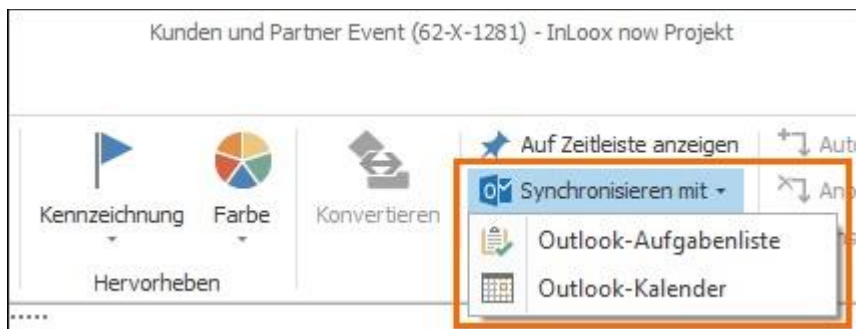 Kunden und Partner Event (62-X-1281) - InLoox now Projekt
Auf Zeitleiste anzeigen
Synchronisieren mit
Kennzeichnung Farbe Konvertieren
Outlook-Aufgabenliste
Outlook-Kalender
Hervorheben